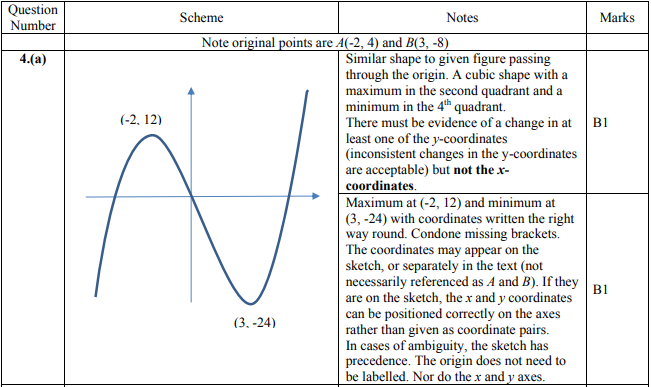 Question
Number
Scheme
Notes
Marks
Note original points are A(-2, 4) and B(3, -8)
4.(a)
(-2, 12)
(3, -24)
Similar shape to given figure passing
through the origin. A cubic shape with a
maximum in the second quadrant and a
minimum in the 4th quadrant.
There must be evidence of a change in at
least one of the y-coordinates
(inconsistent changes in the y-coordinates
are acceptable) but not the x-
coordinates.
B1
Maximum at (-2, 12) and minimum at
(3, -24) with coordinates written the right
way round. Condone missing brackets.
The coordinates may appear on the
sketch, or separately in the text (not
necessarily referenced as A and B). If they
are on the sketch, the x and y coordinates
can be positioned correctly on the axes
rather than given as coordinate pairs.
In cases of ambiguity, the sketch has
precedence. The origin does not need to
be labelled. Nor do the x and y axes.
B1